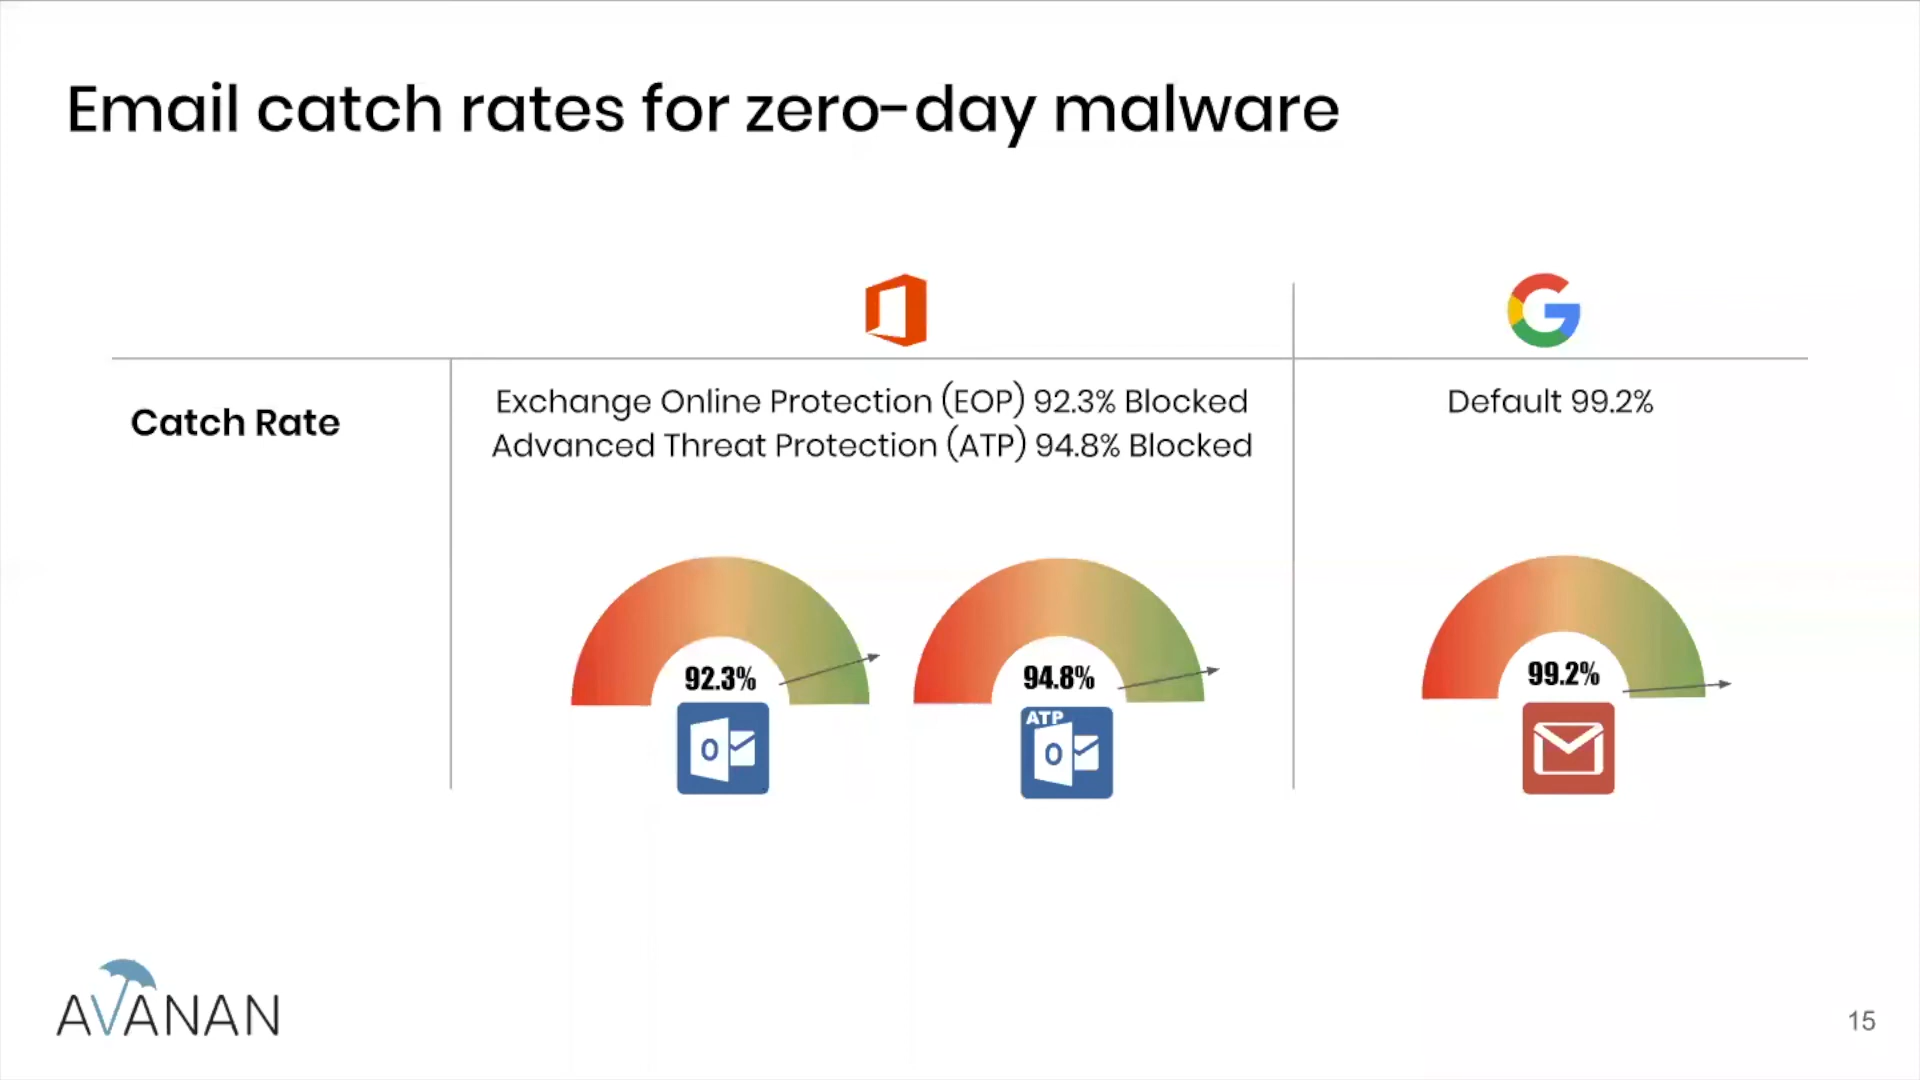 Email catch rates for zero-day malware
Catch Rate
Exchange Online Protection (EOP) 92.3% Blocked
Advanced Threat Protection (ATP) 94.8% Blocked
Default 99.2%
92.3%
94.8%
99.2%
ATP
AVANAN
15